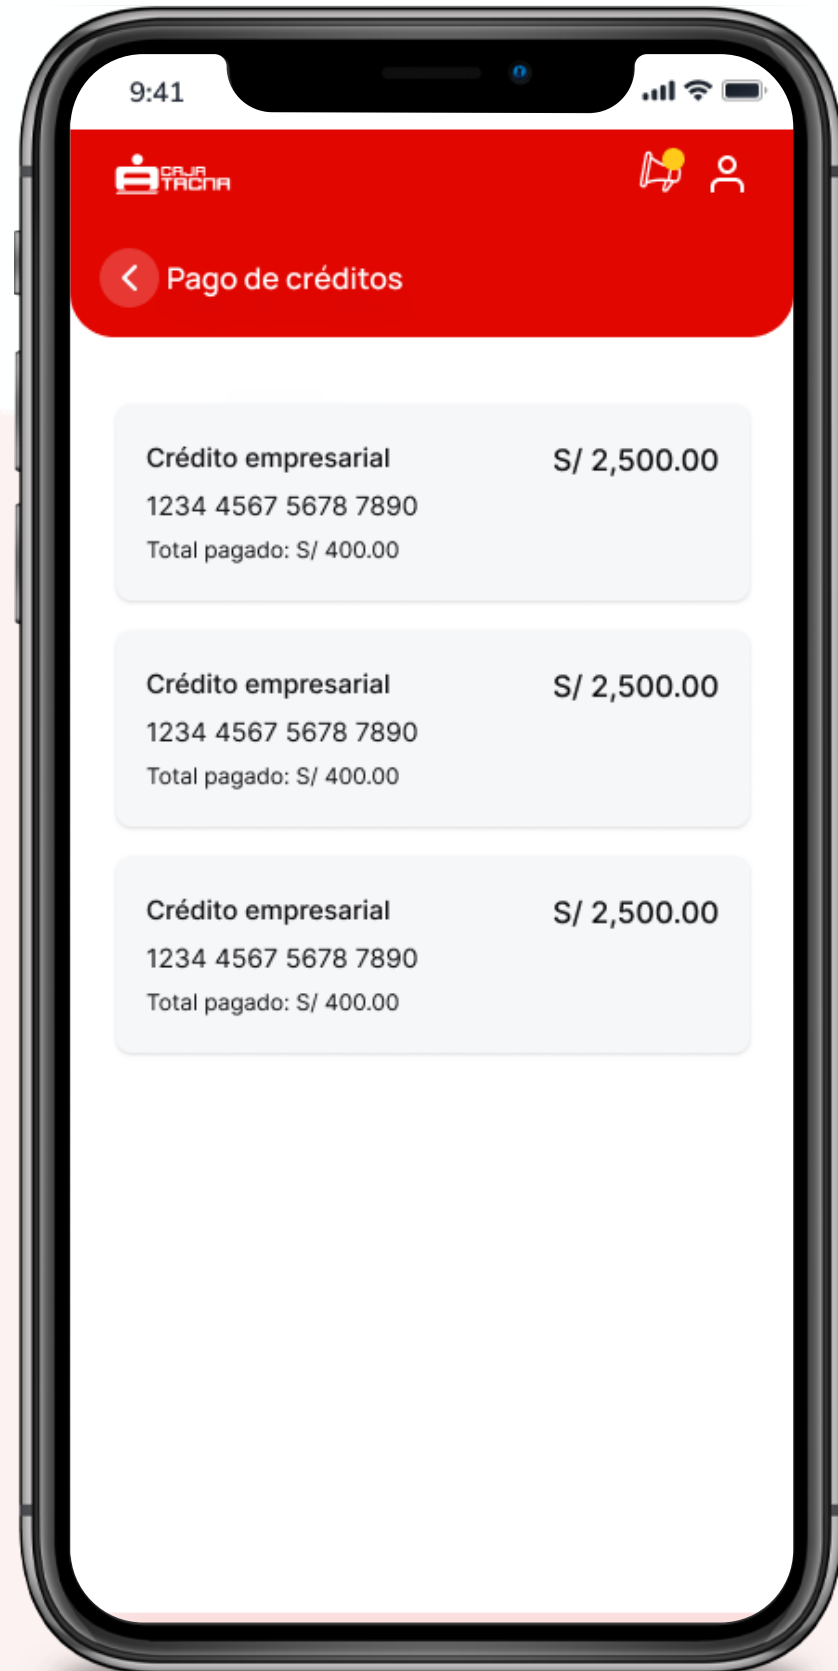 9:41
CAJA
TACNA
Pago de créditos
Crédito empresarial S/ 2,500.00
1234 4567 5678 7890
Total pagado: S/ 400.00
Crédito empresarial S/ 2,500.00
1234 4567 5678 7890
Total pagado: S/ 400.00
Crédito empresarial S/ 2,500.00
1234 4567 5678 7890
Total pagado: S/ 400.00